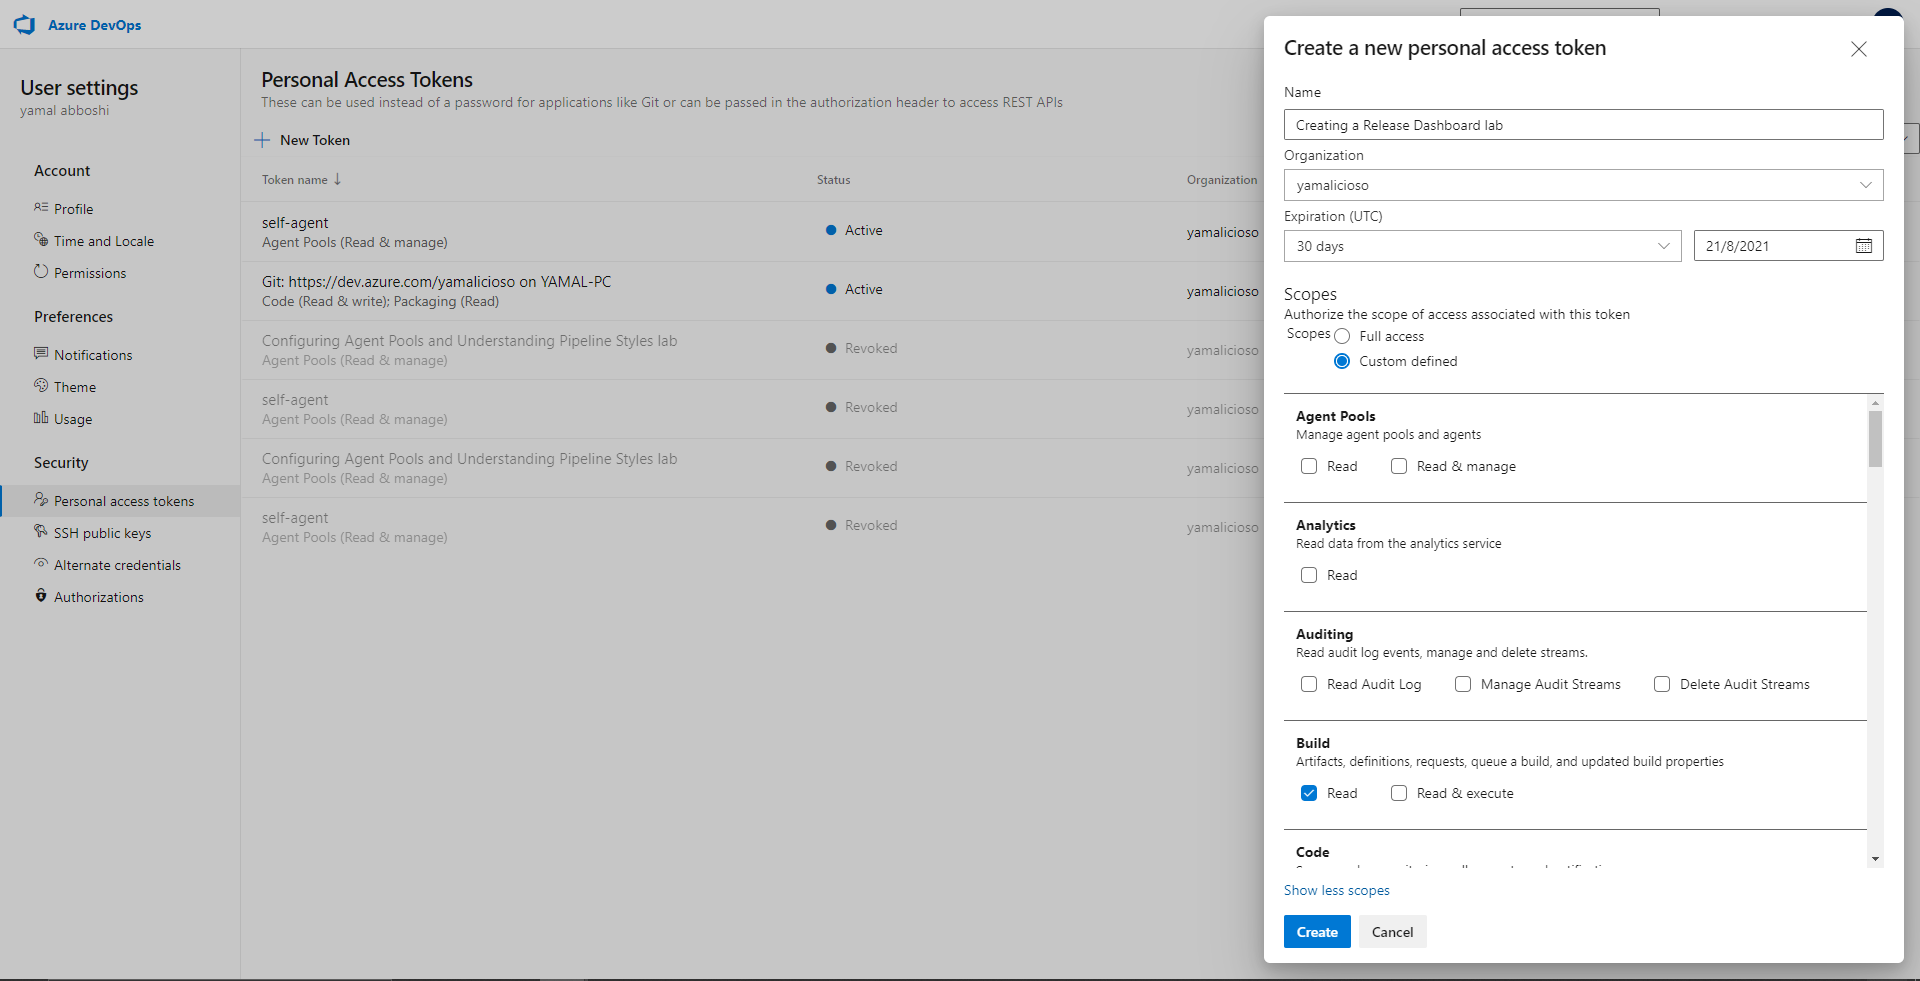 Azure DevOps
User settings
yamal abboshi
Account
Profile
Time and Locale
Permissions
Preferences
Notifications
Theme
Usage
Security
Personal access tokens
SSH public keys
Alternate credentials
Authorizations
Personal Access Tokens
These can be used instead of a password for applications like Git or can be passed in the authorization header to access REST APIs
New Token
Token name ↓ Status Organization
self-agent
Agent Pools (Read & manage)
Active
yamalicioso
Git: https://dev.azure.com/yamalicioso on YAMAL-PC
Code (Read & write); Packaging (Read)
Active
yamalicioso
Configuring Agent Pools and Understanding Pipeline Styles lab
Agent Pools (Read & manage)
Revoked
yamalicioso
self-agent
Agent Pools (Read & manage)
Revoked
yamalicioso
Configuring Agent Pools and Understanding Pipeline Styles lab
Agent Pools (Read & manage)
Revoked
yamalicioso
self-agent
Agent Pools (Read & manage)
Revoked
yamalicioso
Create a new personal access token
Name
Creating a Release Dashboard lab
Organization
yamalicioso
Expiration (UTC)
30 days 21/8/2021
Scopes
Authorize the scope of access associated with this token
Scopes Full access
Custom defined
Agent Pools
Manage agent pools and agents
Read Read & manage
Analytics
Read data from the analytics service
Read
Auditing
Read audit log events, manage and delete streams.
Read Audit Log Manage Audit Streams Delete Audit Streams
Build
Artifacts, definitions, requests, queue a build, and updated build properties
Read Read & execute
Code
Show less scopes
Create Cancel